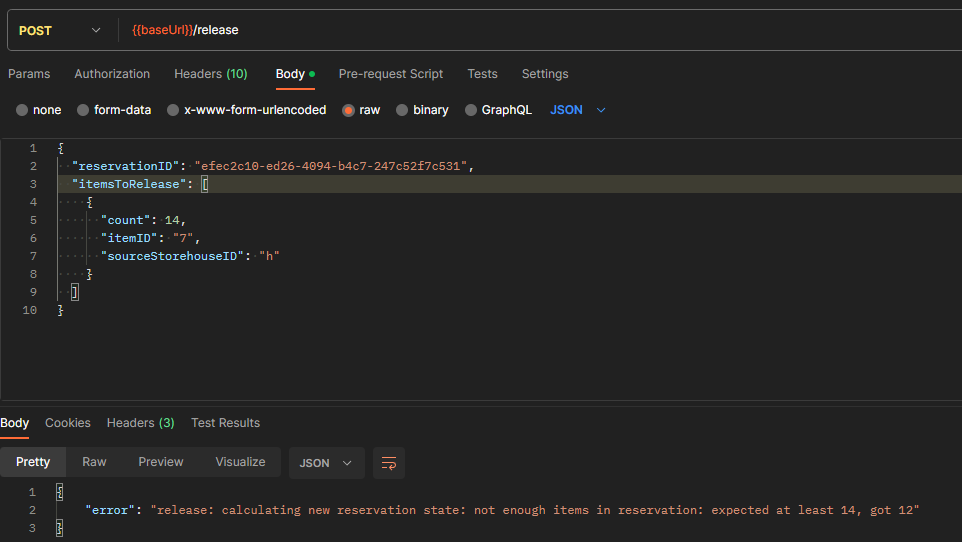 POST {{baseUrl}}/release
Params Authorization Headers (10) Body Pre-request Script Tests Settings
none form-data x-www-form-urlencoded raw binary GraphQL JSON
1 {
2 "reservationID": "efec2c10-ed26-4094-b4c7-247c52f7c531",
3 "itemsToRelease": [
4 {
5 "count": 14,
6 "itemID": "7",
7 "sourceStorehouseID": "h"
8 }
9 ]
10 }
Body Cookies Headers (3) Test Results
Pretty Raw Preview Visualize JSON
1 {
2 "error": "release: calculating new reservation state: not enough items in reservation: expected at least 14, got 12"
3 }